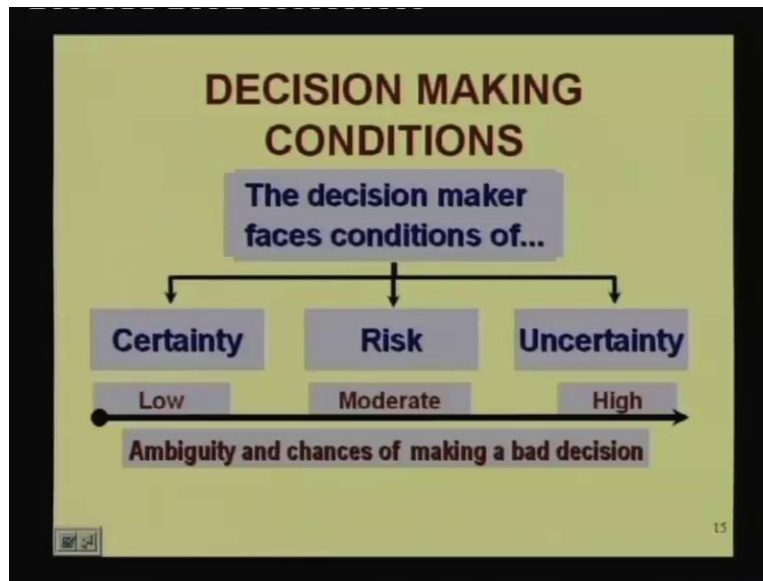 DECISION MAKING
CONDITIONS
The decision maker
faces conditions of...
Certainty
Risk
Uncertainty
Low
Moderate
High
Ambiguity and chances of making a bad decision
15